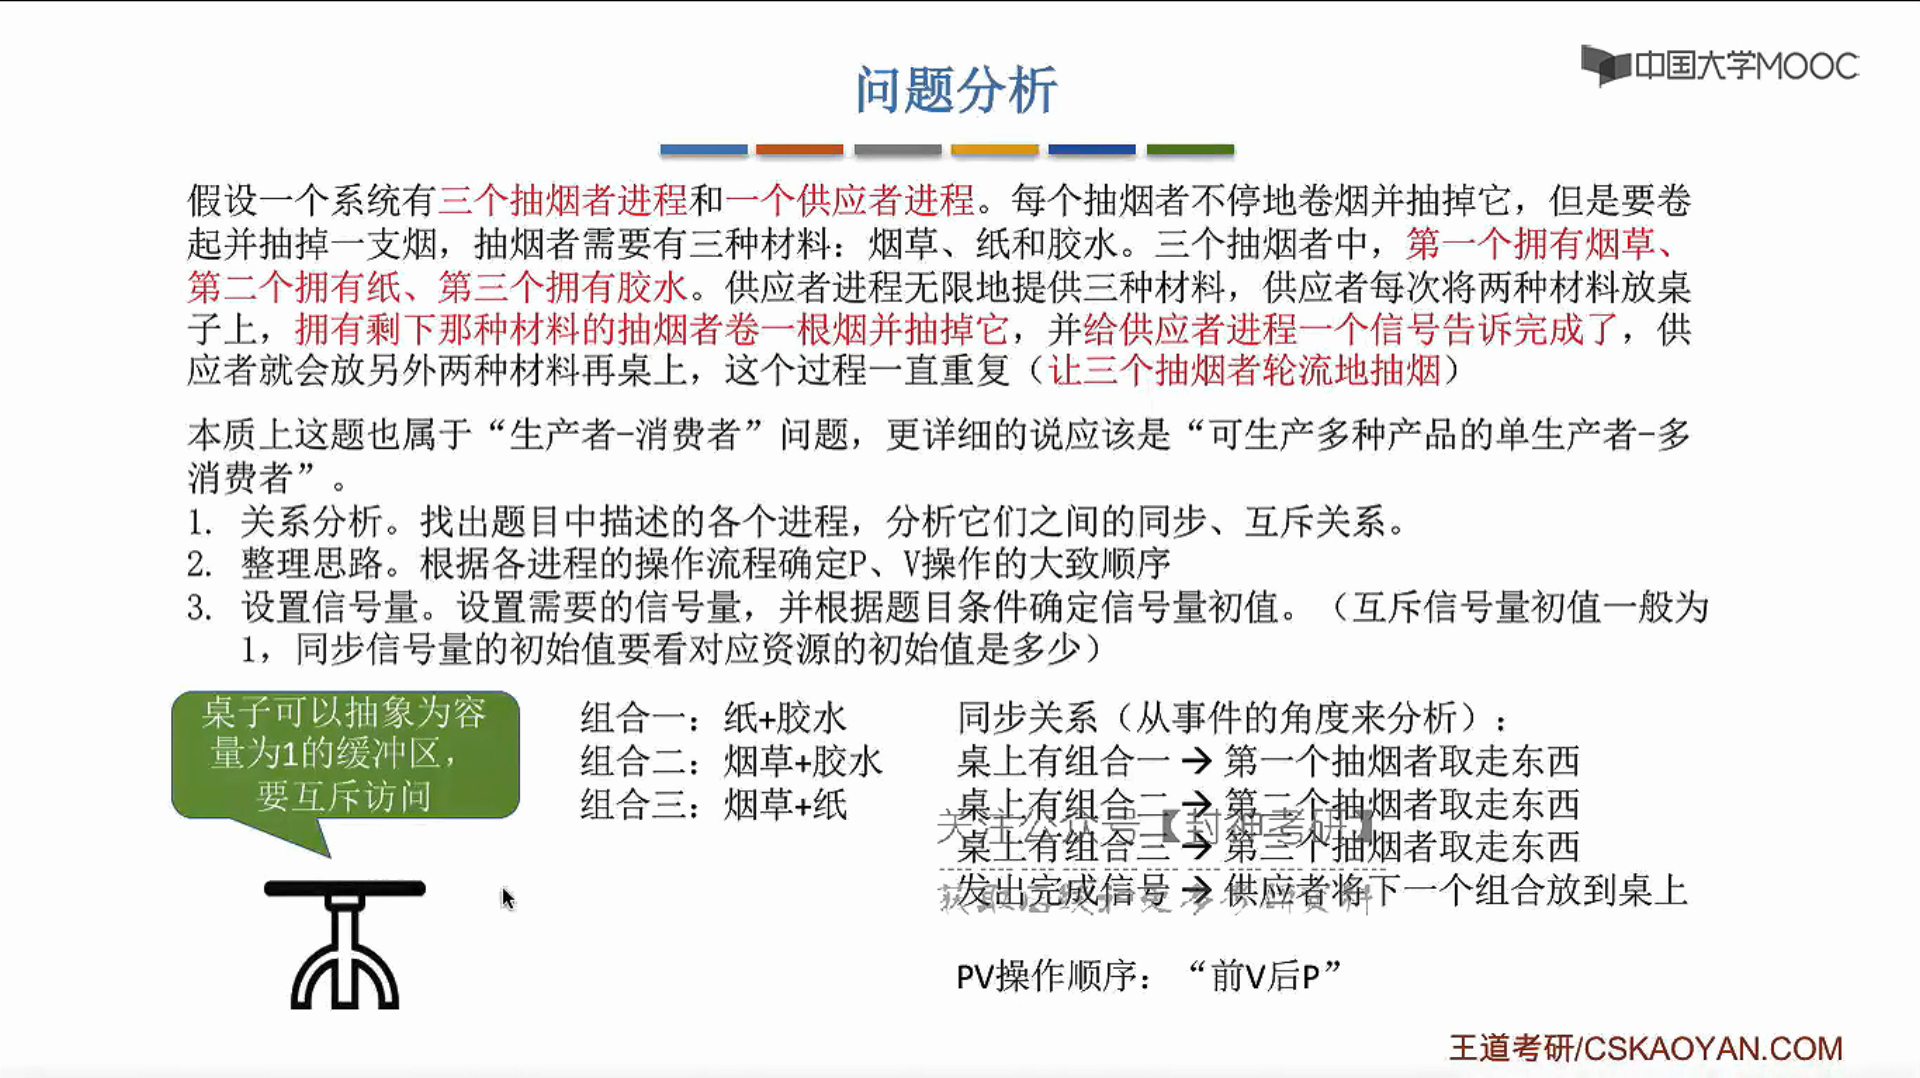 中国大学MOOC
问题分析
假设一个系统有三个抽烟者进程和一个供应者进程。每个抽烟者不停地卷烟并抽掉它，但是要卷
起并抽掉一支烟，抽烟者需要有三种材料：烟草、纸和胶水。三个抽烟者中，第一个拥有烟草、
第二个拥有纸、第三个拥有胶水。供应者进程无限地提供三种材料，供应者每次将两种材料放桌
子上，拥有剩下那种材料的抽烟者卷一根烟并抽掉它，并给供应者进程一个信号告诉完成了，供
应者就会放另外两种材料再桌上，这个过程一直重复（让三个抽烟者轮流地抽烟）
本质上这题也属于“生产者-消费者”问题，更详细的说应该是“可生产多种产品的单生产者-多
消费者”。
1. 关系分析。找出题目中描述的各个进程，分析它们之间的同步、互斥关系。
2. 整理思路。根据各进程的操作流程确定P、V操作的大致顺序
3. 设置信号量。设置需要的信号量，并根据题目条件确定信号量初值。（互斥信号量初值一般为
1，同步信号量的初始值要看对应资源的初始值是多少）
桌子可以抽象为容
量为1的缓冲区，
要互斥访问
组合一：纸+胶水
组合二：烟草+胶水
组合三：烟草+纸
同步关系（从事件的角度来分析）：
桌上有组合一→第一个抽烟者取走东西
桌上有组合二→第二个抽烟者取走东西
关注公众号【封神考研】
桌上有组合三→第三个抽烟者取走东西
发出完成信号→供应者将下一个组合放到桌上
PV操作顺序：“前V后P”
王道考研/CSKAOYAN.COM